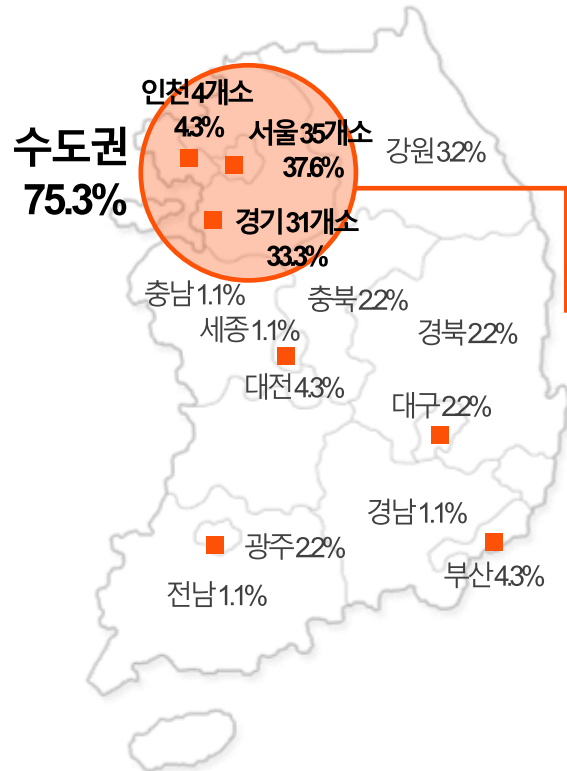 인천 4개소
4.3%
서울 35개소
37.6%
수도권
75.3%
강원 3.2%
경기 31개소
33.3%
충남 1.1%
충북 2.2%
세종 1.1%
경북 2.2%
대전 4.3%
대구 2.2%
경남 1.1%
광주 2.2%
부산 4.3%
전남 1.1%